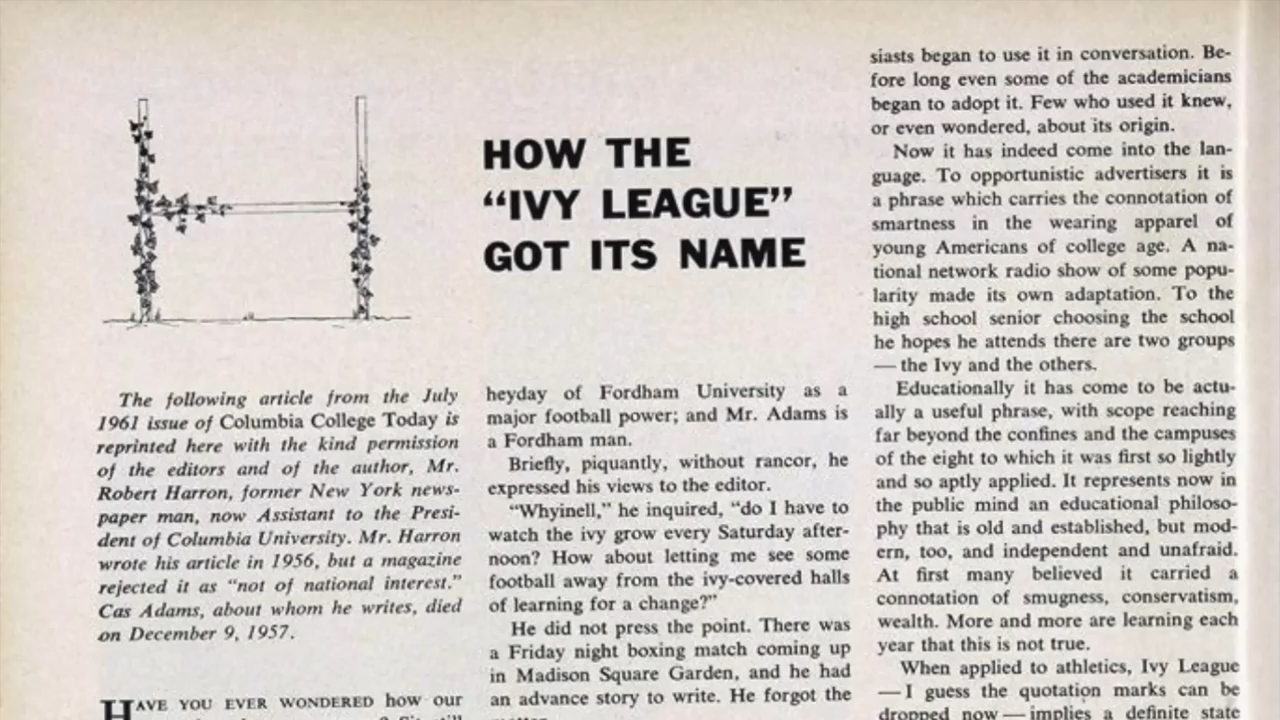 HOW THE
“IVY LEAGUE”
GOT ITS NAME
The following article from the July
1961 issue of Columbia College Today is
reprinted here with the kind permission
of the editors and of the author, Mr.
Robert Harron, former New York news-
paper man, now Assistant to the Presi-
dent of Columbia University. Mr. Harron
wrote his article in 1956, but a magazine
rejected it as “not of national interest.”
Cas Adams, about whom he writes, died
on December 9, 1957.
HAVE YOU EVER WONDERED how our
heyday of Fordham University as a
major football power; and Mr. Adams is
a Fordham man.
Briefly, piquantly, without rancor, he
expressed his views to the editor.
“Whyinell,” he inquired, “do I have to
watch the ivy grow every Saturday after-
noon? How about letting me see some
football away from the ivy-covered halls
of learning for a change?”
He did not press the point. There was
a Friday night boxing match coming up
in Madison Square Garden, and he had
an advance story to write. He forgot the
siasts began to use it in conversation. Be-
fore long even some of the academicians
began to adopt it. Few who used it knew,
or even wondered, about its origin.
Now it has indeed come into the lan-
guage. To opportunistic advertisers it is
a phrase which carries the connotation of
smartness in the wearing apparel of
young Americans of college age. A na-
tional network radio show of some popu-
larity made its own adaptation. To the
high school senior choosing the school
he hopes he attends there are two groups
— the Ivy and the others.
Educationally it has come to be actu-
ally a useful phrase, with scope reaching
far beyond the confines and the campuses
of the eight to which it was first so lightly
and so aptly applied. It represents now in
the public mind an educational philoso-
phy that is old and established, but mod-
ern, too, and independent and unafraid.
At first many believed it carried a
connotation of smugness, conservatism,
wealth. More and more are learning each
year that this is not true.
When applied to athletics, Ivy League
— I guess the quotation marks can be
dropped now — implies a definite state